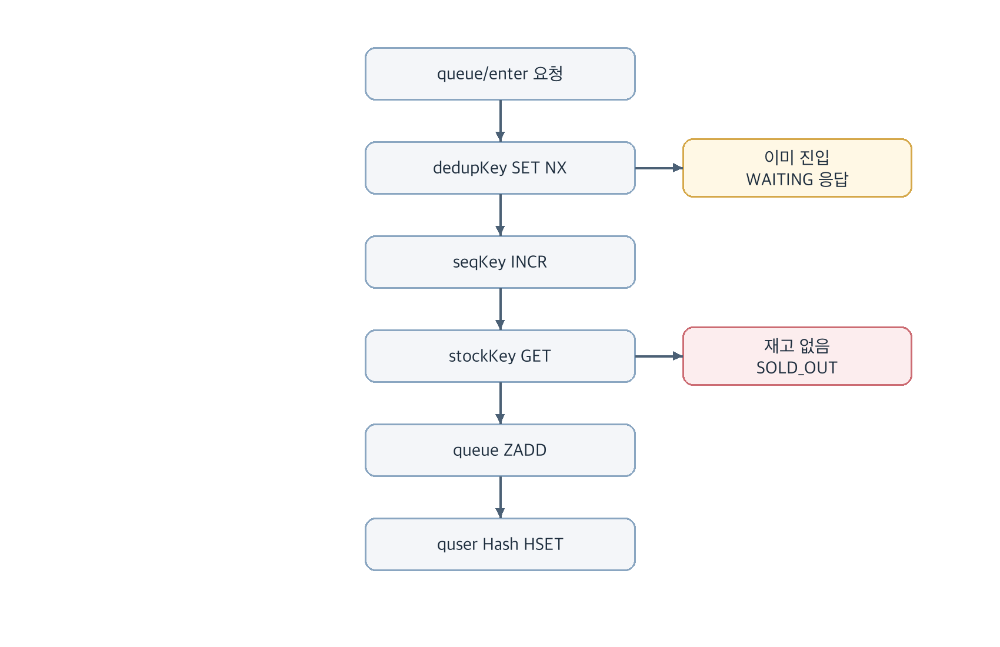 queue/enter 요청
dedupKey SET NX
이미 진입
WAITING 응답
seqKey INCR
stockKey GET
재고 없음
SOLD_OUT
queue ZADD
quser Hash HSET